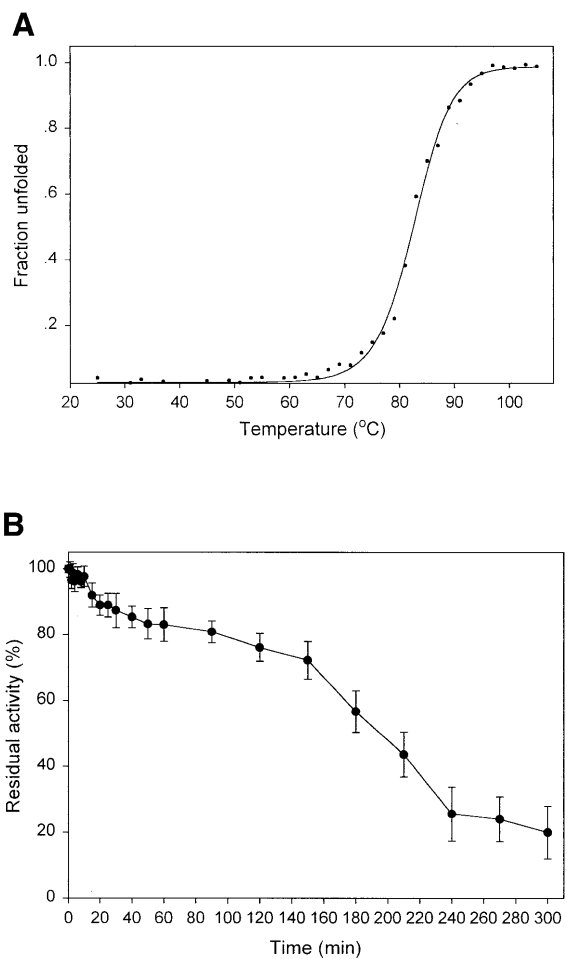 A
1.0
.8
.6
.4
.2
Fraction unfolded
20 30 40 50 60 70 80 90 100
Temperature (°C)
B
100
80
60
40
20
0
Residual activity (%)
0 20 40 60 80 100 120 140 160 180 200 220 240 260 280 300
Time (min)